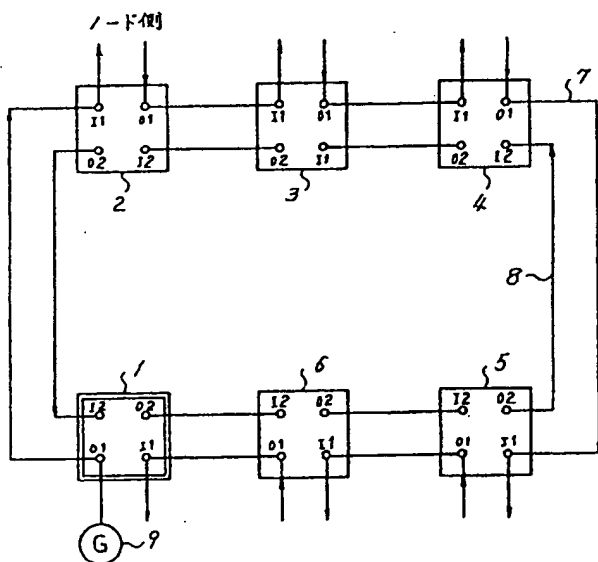 ノード側
I1 O1 I1 O1 I1 O1 7
O2 I2 O2 I1 O2 I2
2 3 4
8
1 6 5
I2 O2 I2 O2 I2 O2
O1 I1 O1 I1 O1 I1
G 9